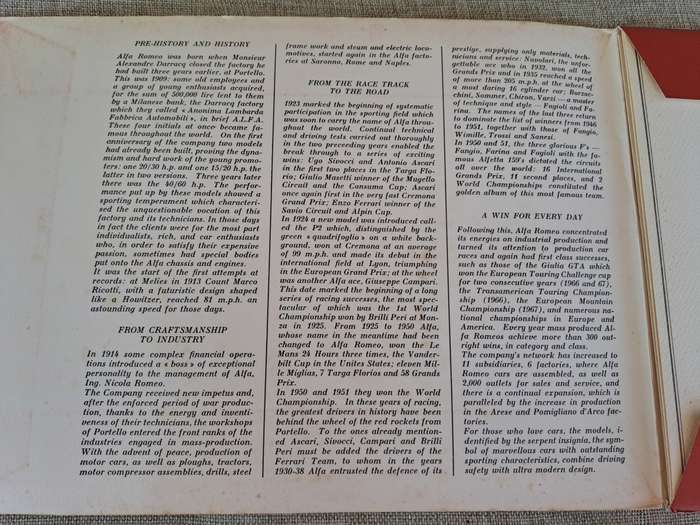 PRE-HISTORY AND HISTORY
Alfa Romeo was born when Monsieur
Alexandre Darracq closed the factory he
had built three years earlier, at Portello.
This was 1909: some old employees and
a group of young enthusiasts acquired,
for the sum of 500,000 lire lent to them
by a Milanese bank, the Darracq factory
which they called « Anonima Lombarda
Fabbrica Automobili », in brief A.L.F.A.
These four initials at once became fa-
mous throughout the world. On the first
anniversary of the company two models
had already been built, proving the dyna-
mism and hard work of the young promo-
ters: one 20/30 h.p. and one 15/20 h.p. the
latter in two versions. Three years later
there was the 40/60 h.p. The perfor-
mance put up by these models showed a
sporting temperament which characteri-
sed the unquestionable vocation of this
factory and its technicians. In those days
in fact the clients were for the most part
individualists, rich, and car enthusiasts
who, in order to satisfy their expensive
passion, sometimes had special bodies
put onto the Alfa chassis and engines.
It was the start of the first attempts at
records: at Melies in 1913 Count Marco
Ricotti, with a futuristic design shaped
like a Howitzer, reached 81 m.p.h. an
astounding speed for those days.
FROM CRAFTSMANSHIP
TO INDUSTRY
In 1914 some complex financial opera-
tions introduced a « boss » of exceptional
personality to the management of Alfa,
Ing. Nicola Romeo.
The Company received new impetus and,
after the enforced period of war produc-
tion, thanks to the energy and inventi-
veness of their technicians, the workshops
of Portello entered the front ranks of the
industries engaged in mass-production.
With the advent of peace, production of
motor cars, as well as ploughs, tractors,
motor compressor assemblies, drills, steel
frame work and steam and electric loco-
motives, started again in the Alfa facto-
ries at Saronno, Rome and Naples.
FROM THE RACE TRACK
TO THE ROAD
1923 marked the beginning of systematic
participation in the sporting field which
was soon to carry the name of Alfa throu-
ghout the world. Continual technical
and driving tests carried out thoroughly
in the two preceeding years enabled the
break through to a series of exciting
wins: Ugo Sivocci and Antonio Ascari
in the first two places in the Targa Flo-
rio; Giulio Masetti winner of the Mugello
Circuit and the Consuma Cup; Ascari
once again first in the very fast Cremona
Grand Prix; Enzo Ferrari winner of the
Savio Circuit and Alpin Cup.
In 1924 a new model was introduced call-
ed the P2 which, distinguished by the
green « quadrifoglio » on a white back-
ground, won at Cremona at an average
of 99 m.p.h. and made its debut in the
international field at Lyon, triumphing
in the European Grand Prix; at the wheel
was another Alfa ace, Giuseppe Campari.
This date marked the beginning of a long
series of racing successes, the most spec-
tacular of which was the 1st World
Championship won by Brilli Peri at Mon-
za in 1925. From 1925 to 1950 Alfa,
whose name in the meantime had been
changed to Alfa Romeo, won the Le
Mans 24 Hours three times, the Vander-
bilt Cup in the Unites States; eleven Mil-
le Miglias, 7 Targa Florios and 58 Grands
Prix.
In 1950 and 1951 they won the World
Championship. In these years of racing,
the greatest drivers in history have been
behind the wheel of the red rockets from
Portello. To the ones already mention-
ed Ascari, Sivocci, Campari and Brilli
Peri must be added the drivers of the
Ferrari Team, to whom in the years
1930-38 Alfa entrusted the defence of its
prestige, supplying only materials, tech-
nicians and service: Nuvolari, the unfor-
gettable ace who in 1932, won all the
Grands Prix and in 1935 reached a speed
of more than 205 m.p.h. at the wheel of
a most daring 16 cylinder car; Borzac-
chini, Sommer, Chiron, Varzi — a master
of technique and style — Fagioli and Fa-
rina. The names of the last three return
to dominate the list of winners from 1946
to 1951, together with those of Fangio,
Wimille, Trossi and Sanesi.
In 1950 and 51, the three glorious F's —
Fangio, Farina and Fagioli with the fa-
mous Alfetta 159's dictated the circuits
all over the world: 16 International
Grands Prix, 11 second places, and 2
World Championships constituted the
golden album of this most famous team.
A WIN FOR EVERY DAY
Following this, Alfa Romeo concentrated
its energies on industrial production and
turned its attention to production car
races and again had first class successes,
such as those of the Giulia GTA which
won the European Touring Challenge cup
for two consecutive years (1966 and 67),
the Transamerican Touring Champion-
ship (1966), the European Mountain
Championship (1967), and numerous na-
tional championships in Europe and
America. Every year mass produced Al-
fa Romeos achieve more than 300 out-
right wins, in category and class.
The company's network has increased to
11 subsidiaries, 6 factories, where Alfa
Romeo cars are assembled, as well as
2,000 outlets for sales and service, and
there is a continual expansion, which is
paralleled by the increase in production
in the Arese and Pomigliano d'Arco fac-
tories.
For those who love cars, the models, i-
dentified by the serpent insignia, the sym-
bol of marvellous cars with outstanding
sporting characteristics, combine driving
safety with ultra modern design.